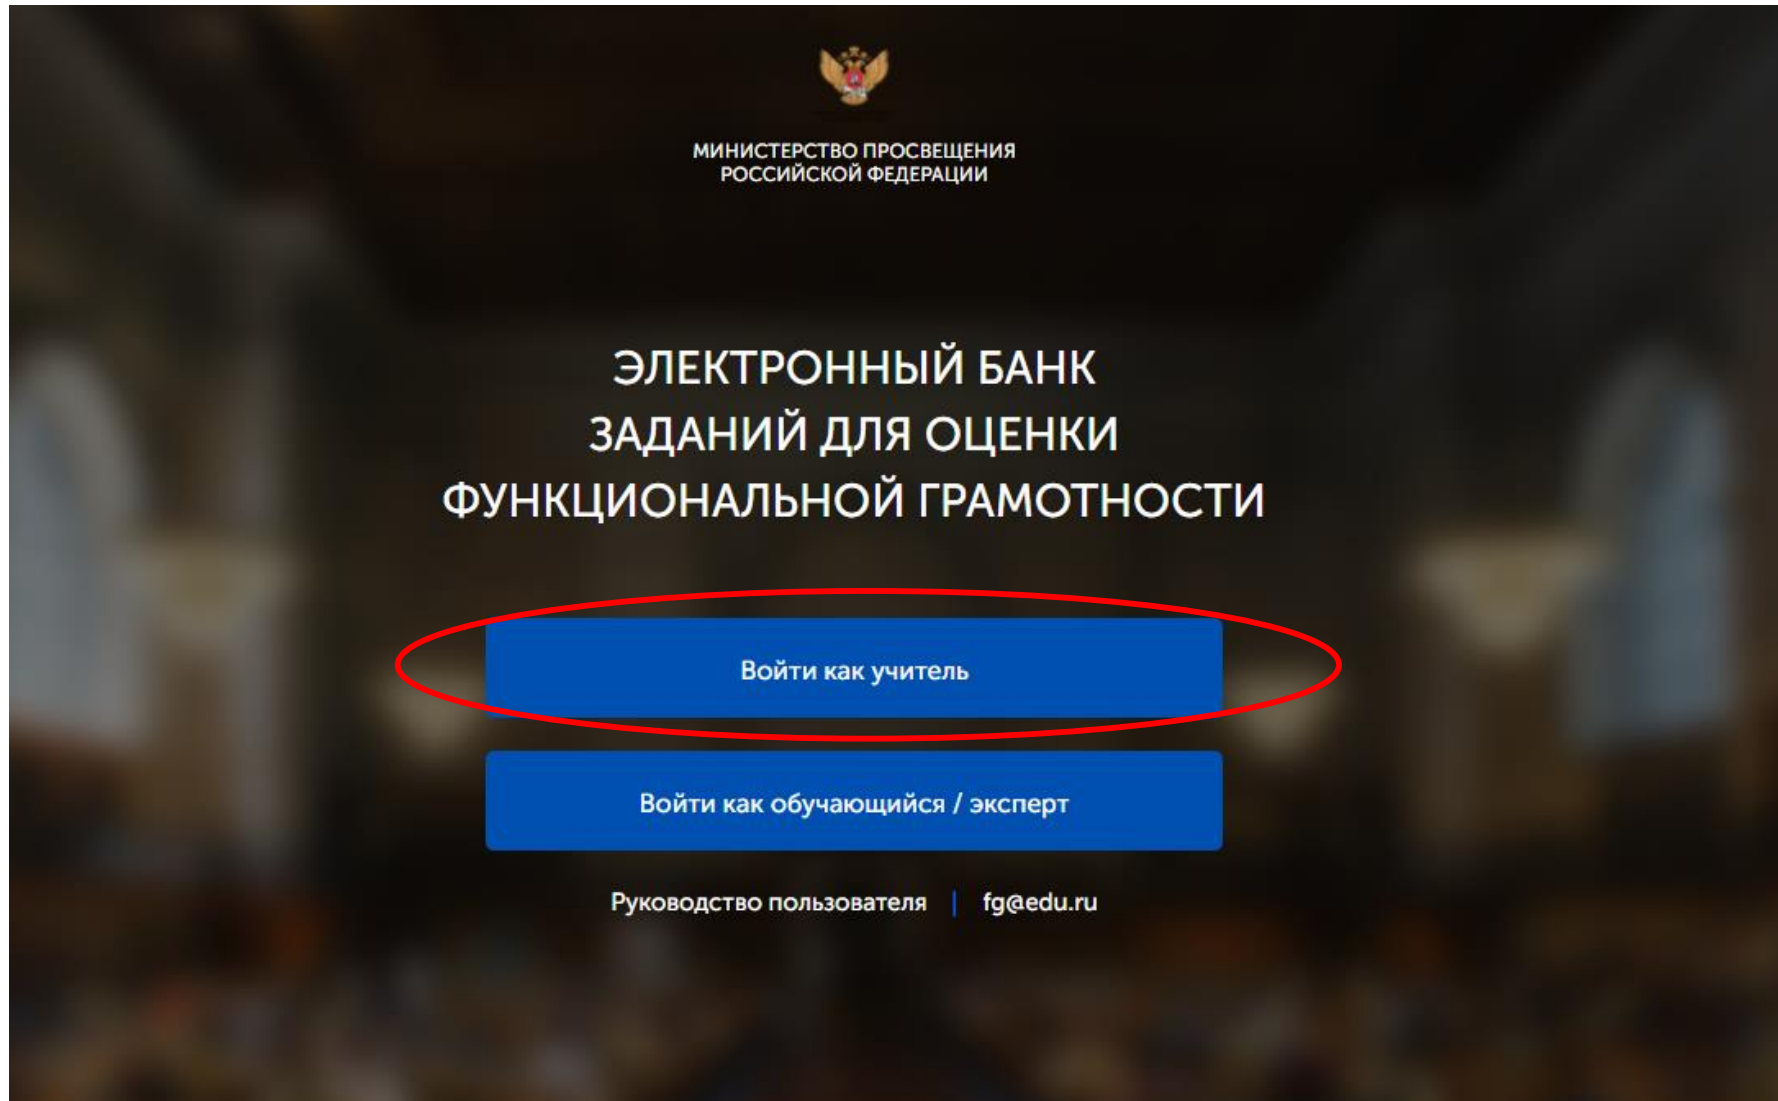 МИНИСТЕРСТВО ПРОСВЕЩЕНИЯ
РОССИЙСКОЙ ФЕДЕРАЦИИ
ЭЛЕКТРОННЫЙ БАНК
ЗАДАНИЙ ДЛЯ ОЦЕНКИ
ФУНКЦИОНАЛЬНОЙ ГРАМОТНОСТИ
Войти как учитель
Войти как обучающийся / эксперт
Руководство пользователя | fg@edu.ru